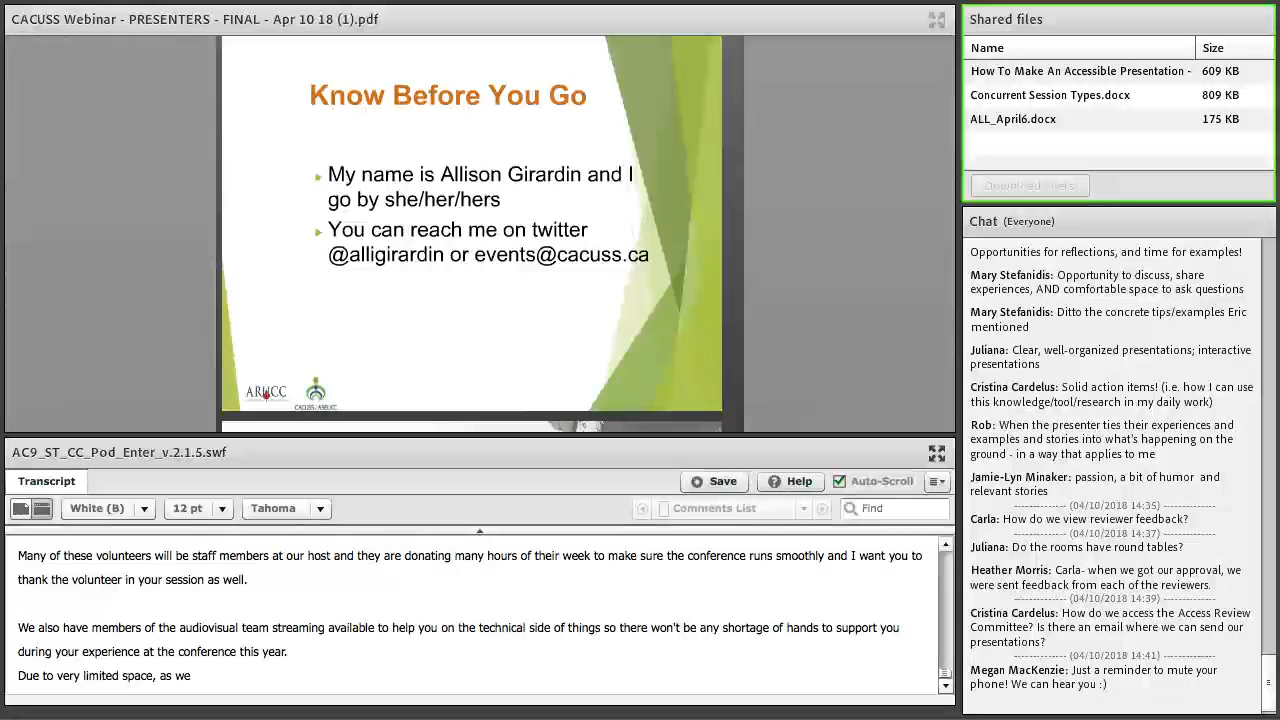 CACUSS Webinar - PRESENTERS - FINAL - Apr 10 18 (1).pdf
Know Before You Go
My name is Allison Girardin and I
go by she/her/hers
You can reach me on twitter
@alligirardin or events@cacuss.ca
ARUCC
CACUSS / ASEUCC
AC9_ST_CC_Pod_Enter_v.2.1.5.swf
Transcript
Save
Help
Auto-Scroll
White (B)
12 pt
Tahoma
Comments List
Find
Many of these volunteers will be staff members at our host and they are donating many hours of their week to make sure the conference runs smoothly and I want you to
thank the volunteer in your session as well.
We also have members of the audiovisual team streaming available to help you on the technical side of things so there won't be any shortage of hands to support you
during your experience at the conference this year.
Due to very limited space, as we
Shared files
Name
Size
How To Make An Accessible Presentation - 609 KB
Concurrent Session Types.docx 809 KB
ALL_April6.docx 175 KB
Chat (Everyone)
Opportunities for reflections, and time for examples!
Mary Stefanidis: Opportunity to discuss, share
experiences, AND comfortable space to ask questions
Mary Stefanidis: Ditto the concrete tips/examples Eric
mentioned
Juliana: Clear, well-organized presentations; interactive
presentations
Cristina Cardelus: Solid action items! (i.e. how I can use
this knowledge/tool/research in my daily work)
Rob: When the presenter ties their experiences and
examples and stories into what's happening on the
ground - in a way that applies to me
Jamie-Lyn Minaker: passion, a bit of humor and
relevant stories
--------------- (04/10/2018 14:35) ---------------
Carla: How do we view reviewer feedback?
--------------- (04/10/2018 14:37) ---------------
Juliana: Do the rooms have round tables?
Heather Morris: Carla- when we got our approval, we
were sent feedback from each of the reviewers.
--------------- (04/10/2018 14:39) ---------------
Cristina Cardelus: How do we access the Access Review
Committee? Is there an email where we can send our
presentations?
--------------- (04/10/2018 14:41) ---------------
Megan MacKenzie: Just a reminder to mute your
phone! We can hear you :)